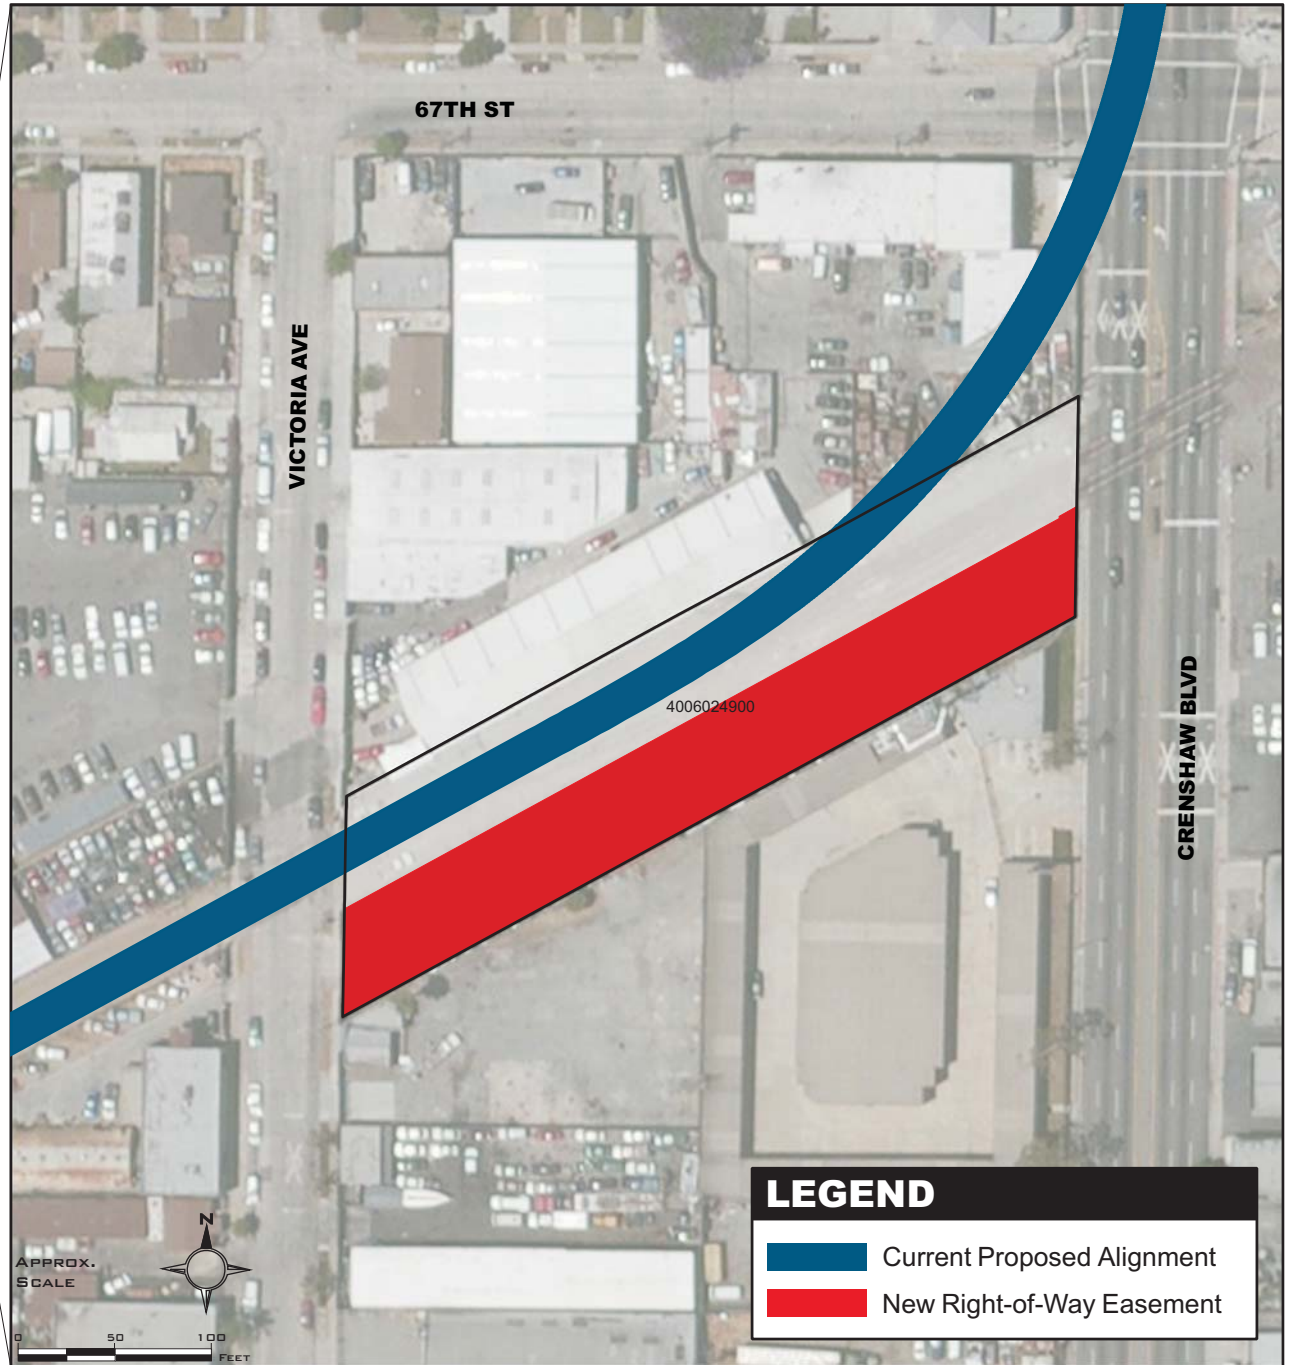 67TH ST
VICTORIA AVE
4006024900
CRENSHAW BLVD
N
APPROX.
SCALE
0 50 100
FEET
LEGEND
Current Proposed Alignment
New Right-of-Way Easement